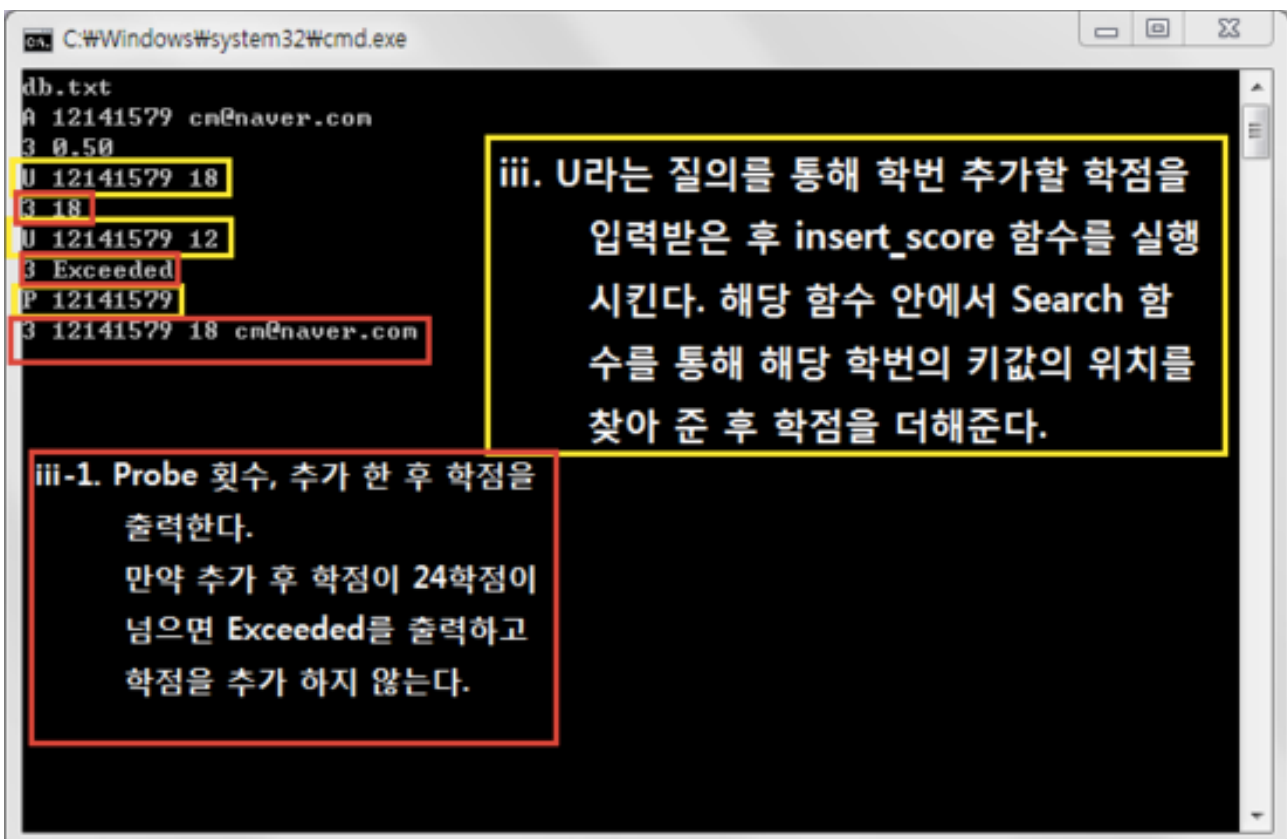 C:₩Windows₩system32₩cmd.exe
db.txt
A 12141579 cm@naver.com
3 0.50
U 12141579 18
3 18
U 12141579 12
3 Exceeded
P 12141579
3 12141579 18 cm@naver.com
iii. U라는 질의를 통해 학번 추가할 학점을
입력받은 후 insert_score 함수를 실행
시킨다. 해당 함수 안에서 Search 함
수를 통해 해당 학번의 키값의 위치를
찾아 준 후 학점을 더해준다.
iii-1. Probe 횟수, 추가 한 후 학점을
출력한다.
만약 추가 후 학점이 24학점이
넘으면 Exceeded를 출력하고
학점을 추가 하지 않는다.